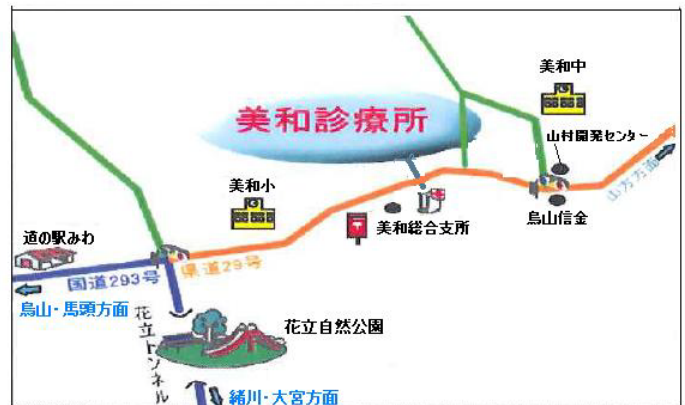 美和中
美和診療所
山村開発センター
山方方面
美和小
烏山信金
美和総合支所
道の駅みわ
県道29号
国道293号
烏山・馬頭方面
花立トンネル
花立自然公園
緒川・大宮方面